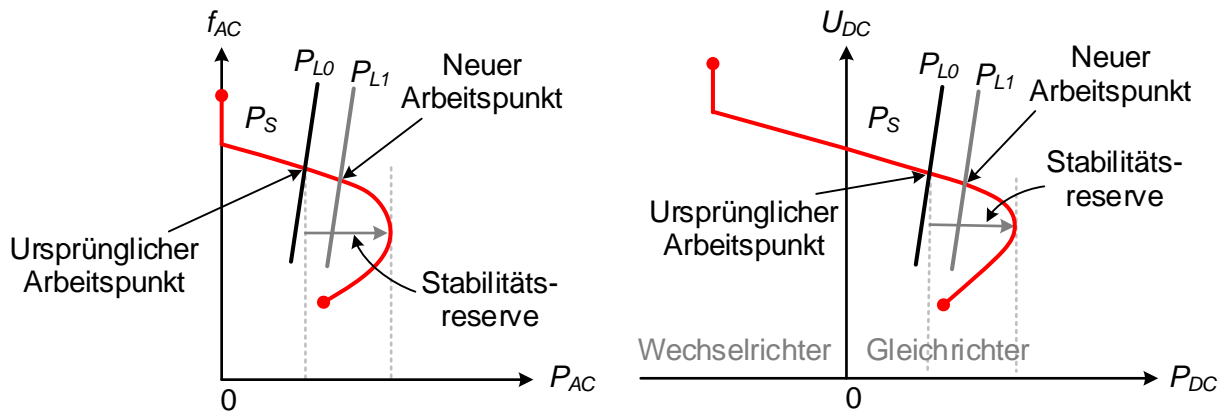 f_AC
P_L0
P_L1
Neuer
Arbeitspunkt
P_S
Ursprünglicher
Arbeitspunkt
Stabilitäts-
reserve
0
P_AC
U_DC
P_L0
P_L1
Neuer
Arbeitspunkt
P_S
Stabilitäts-
reserve
Ursprünglicher
Arbeitspunkt
Wechselrichter
Gleichrichter
0
P_DC